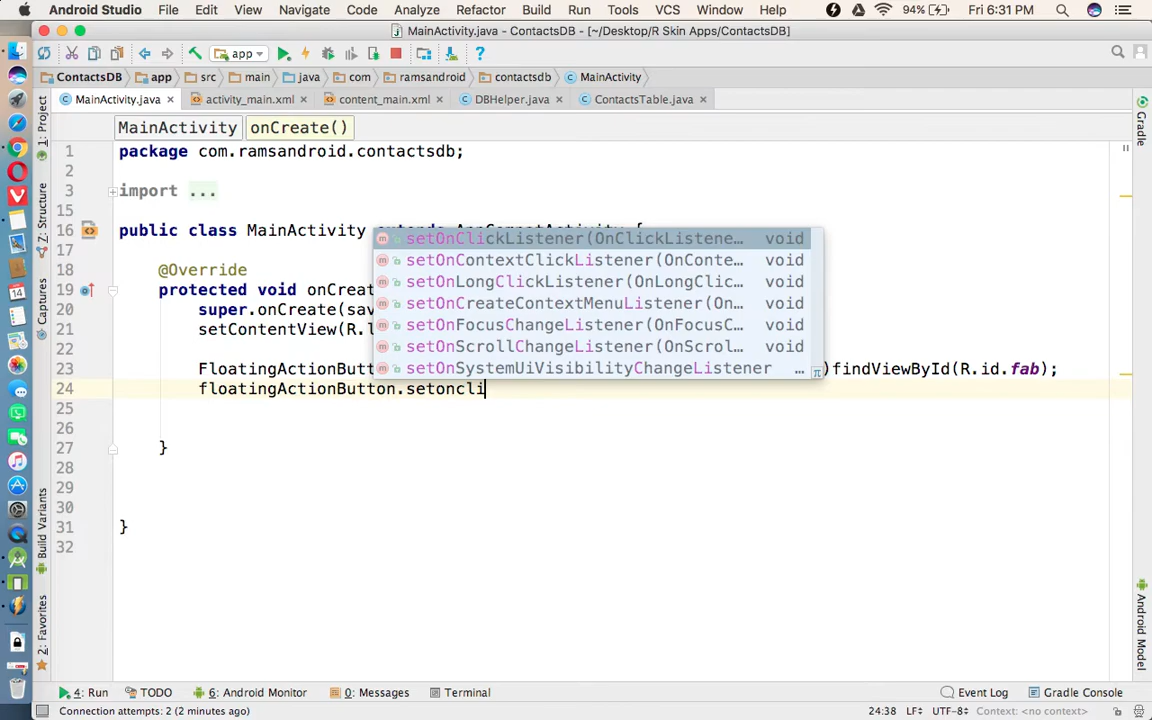 Android Studio File Edit View Navigate Code Analyze Refactor Build Run Tools VCS Window Help 94% Fri 6:31 PM
MainActivity.java - ContactsDB - [~/Desktop/R Skin Apps/ContactsDB]
app
ContactsDB app src main java com ramsandroid contactsdb MainActivity
MainActivity.java activity_main.xml content_main.xml DBHelper.java ContactsTable.java
MainActivity onCreate()
1 package com.ramsandroid.contactsdb;
2
3 import ...
15
16 public class MainActivity extends AppCompatActivity {
17
18 @Override
19 protected void onCrea
20 super.onCreate(sav
21 setContentView(R.l
22
23 FloatingActionButt )findViewById(R.id.fab);
24 floatingActionButton.setoncli
25
26
27 }
28
29
30
31 }
32
setOnClickListener(OnClickListene… void
setOnContextClickListener(OnConte… void
setOnLongClickListener(OnLongClic… void
setOnCreateContextMenuListener(On… void
setOnFocusChangeListener(OnFocusC… void
setOnScrollChangeListener(OnScrol… void
setOnSystemUiVisibilityChangeListener …
π
1: Project
7: Structure
Captures
Build Variants
2: Favorites
Gradle
Android Model
4: Run TODO 6: Android Monitor 0: Messages Terminal Event Log Gradle Console
Connection attempts: 2 (2 minutes ago) 24:38 LF UTF-8 Context: <no context>